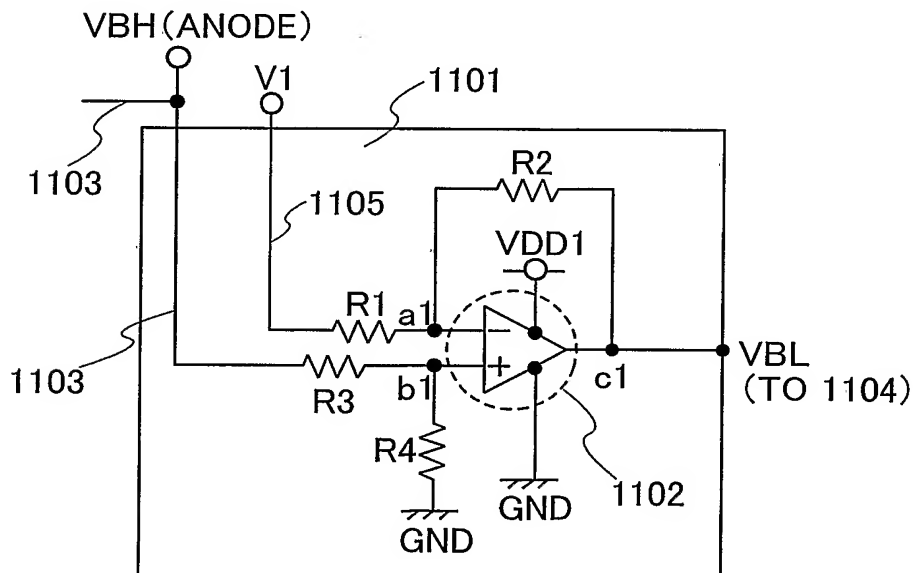 VBH(ANODE)
V1
1101
1103
R2
1105
VDD1
R1
a1
−
1103
R3
b1
+
c1
VBL
(TO 1104)
R4
GND
GND
1102